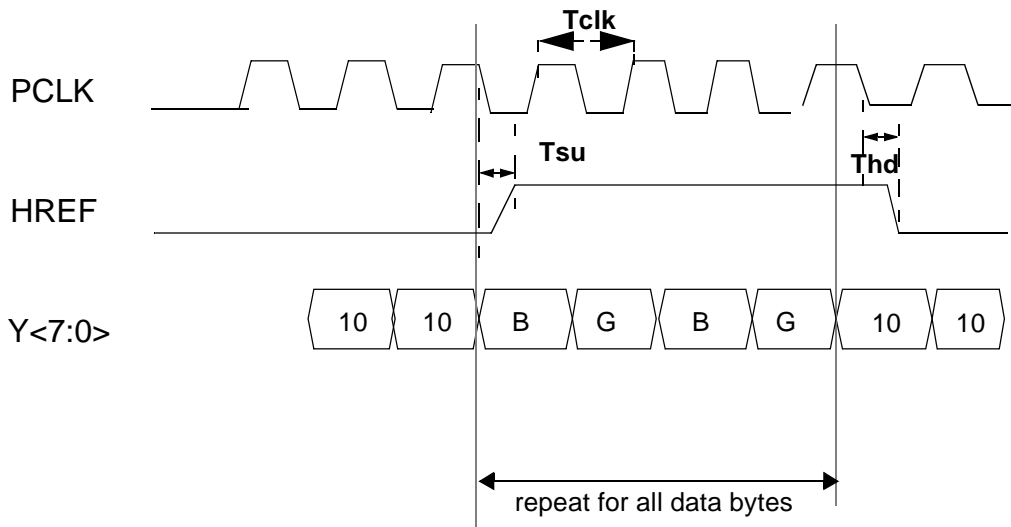 Tclk
PCLK
Tsu
Thd
HREF
Y<7:0>
10 10 B G B G 10 10
repeat for all data bytes